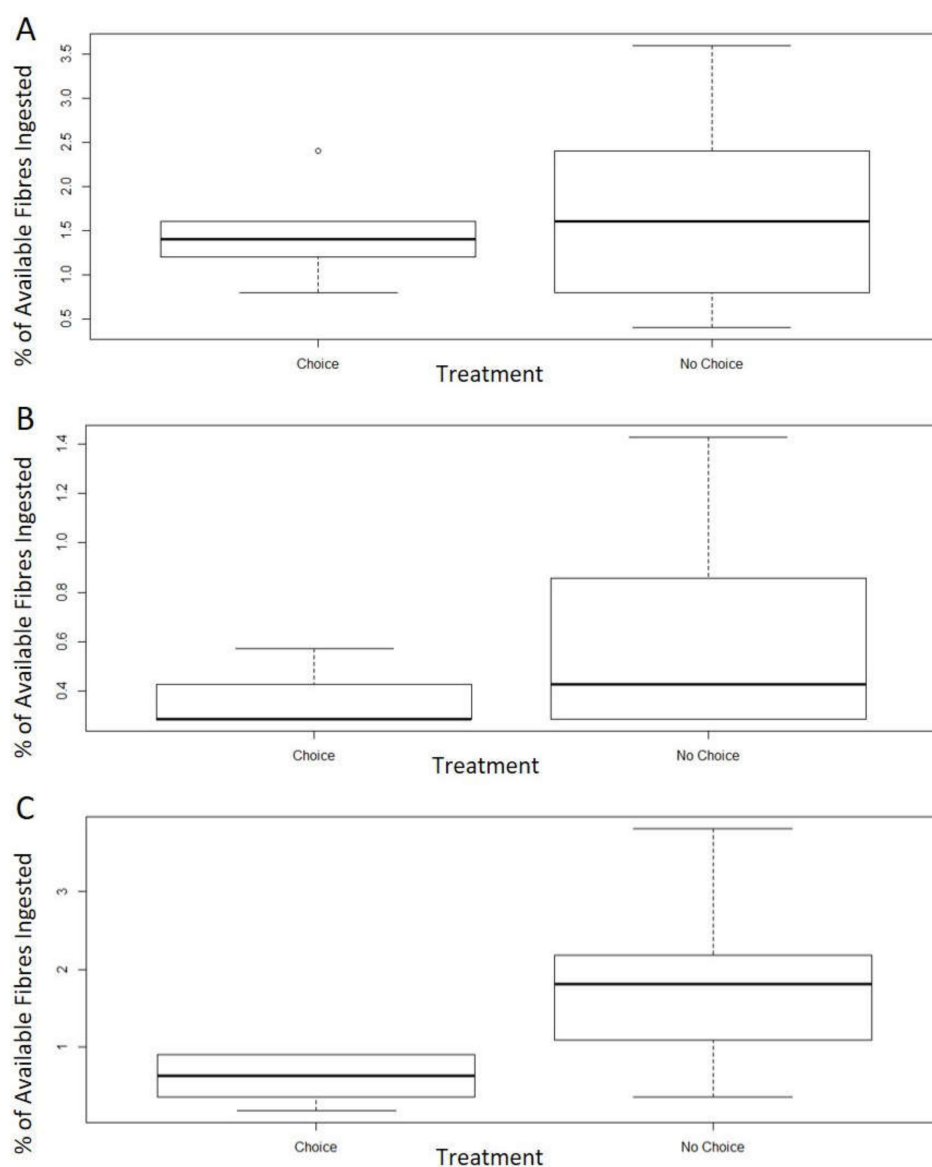 A
% of Available Fibres Ingested
3.5
3.0
2.5
2.0
1.5
1.0
0.5
Choice
No Choice
Treatment
B
% of Available Fibres Ingested
1.4
1.2
1.0
0.8
0.6
0.4
Choice
No Choice
Treatment
C
% of Available Fibres Ingested
3
2
1
Choice
No Choice
Treatment